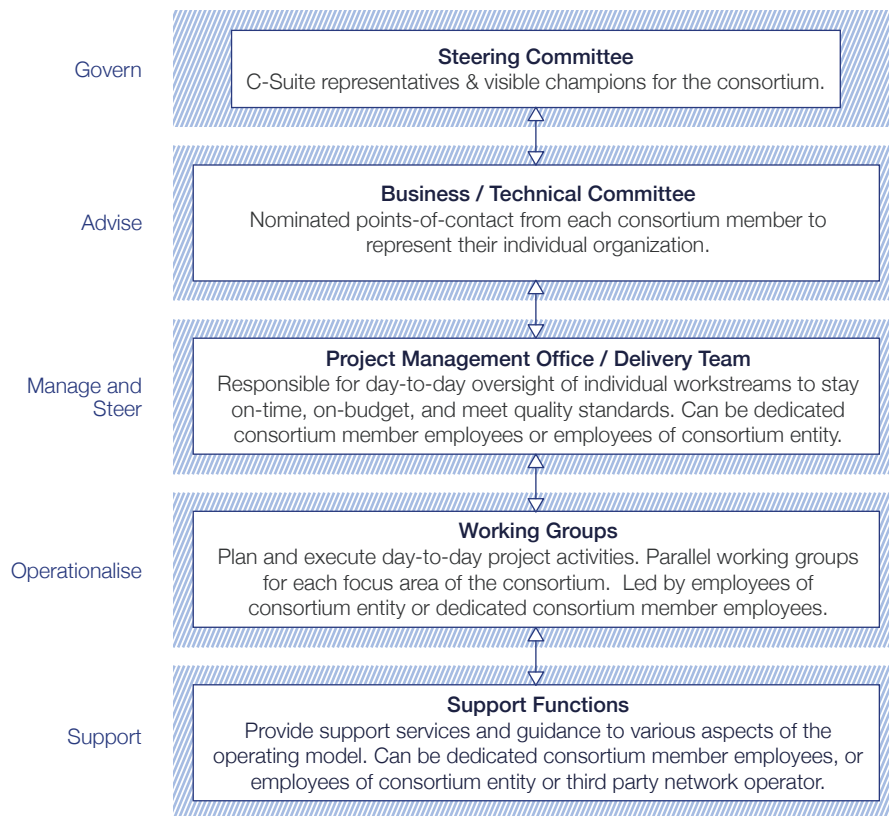 Govern
Steering Committee
C-Suite representatives & visible champions for the consortium.
Advise
Business / Technical Committee
Nominated points-of-contact from each consortium member to
represent their individual organization.
Manage and
Steer
Project Management Office / Delivery Team
Responsible for day-to-day oversight of individual workstreams to stay
on-time, on-budget, and meet quality standards. Can be dedicated
consortium member employees or employees of consortium entity.
Operationalise
Working Groups
Plan and execute day-to-day project activities. Parallel working groups
for each focus area of the consortium.  Led by employees of
consortium entity or dedicated consortium member employees.
Support
Support Functions
Provide support services and guidance to various aspects of the
operating model. Can be dedicated consortium member employees, or
employees of consortium entity or third party network operator.